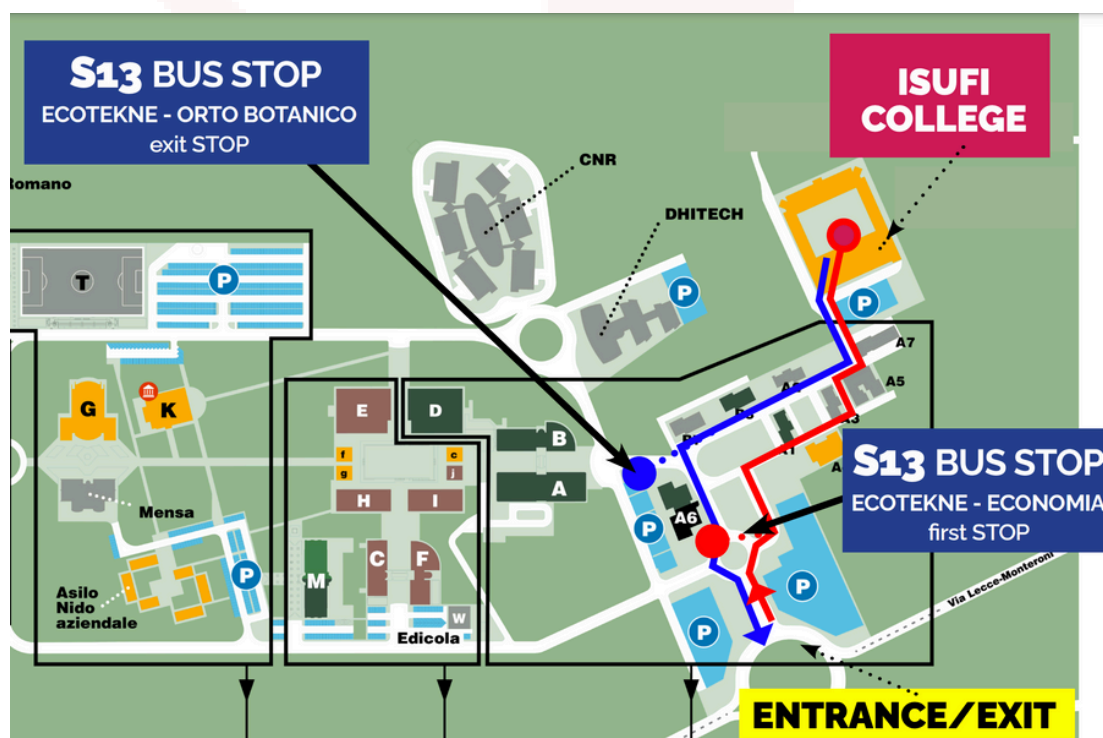 S13 BUS STOP
ECOTEKNE - ORTO BOTANICO
exit STOP
ISUFI
COLLEGE
Romano
CNR
DHITECH
T
P
P
P
A7
A5
A3
A1
G
K
E
D
B
f
c
g
j
H
I
A
A6
Mensa
S13 BUS STOP
ECOTEKNE - ECONOMIA
first STOP
P
M
C
F
P
P
P
W
Asilo
Nido
aziendale
Edicola
Via Lecce-Monteroni
ENTRANCE/EXIT